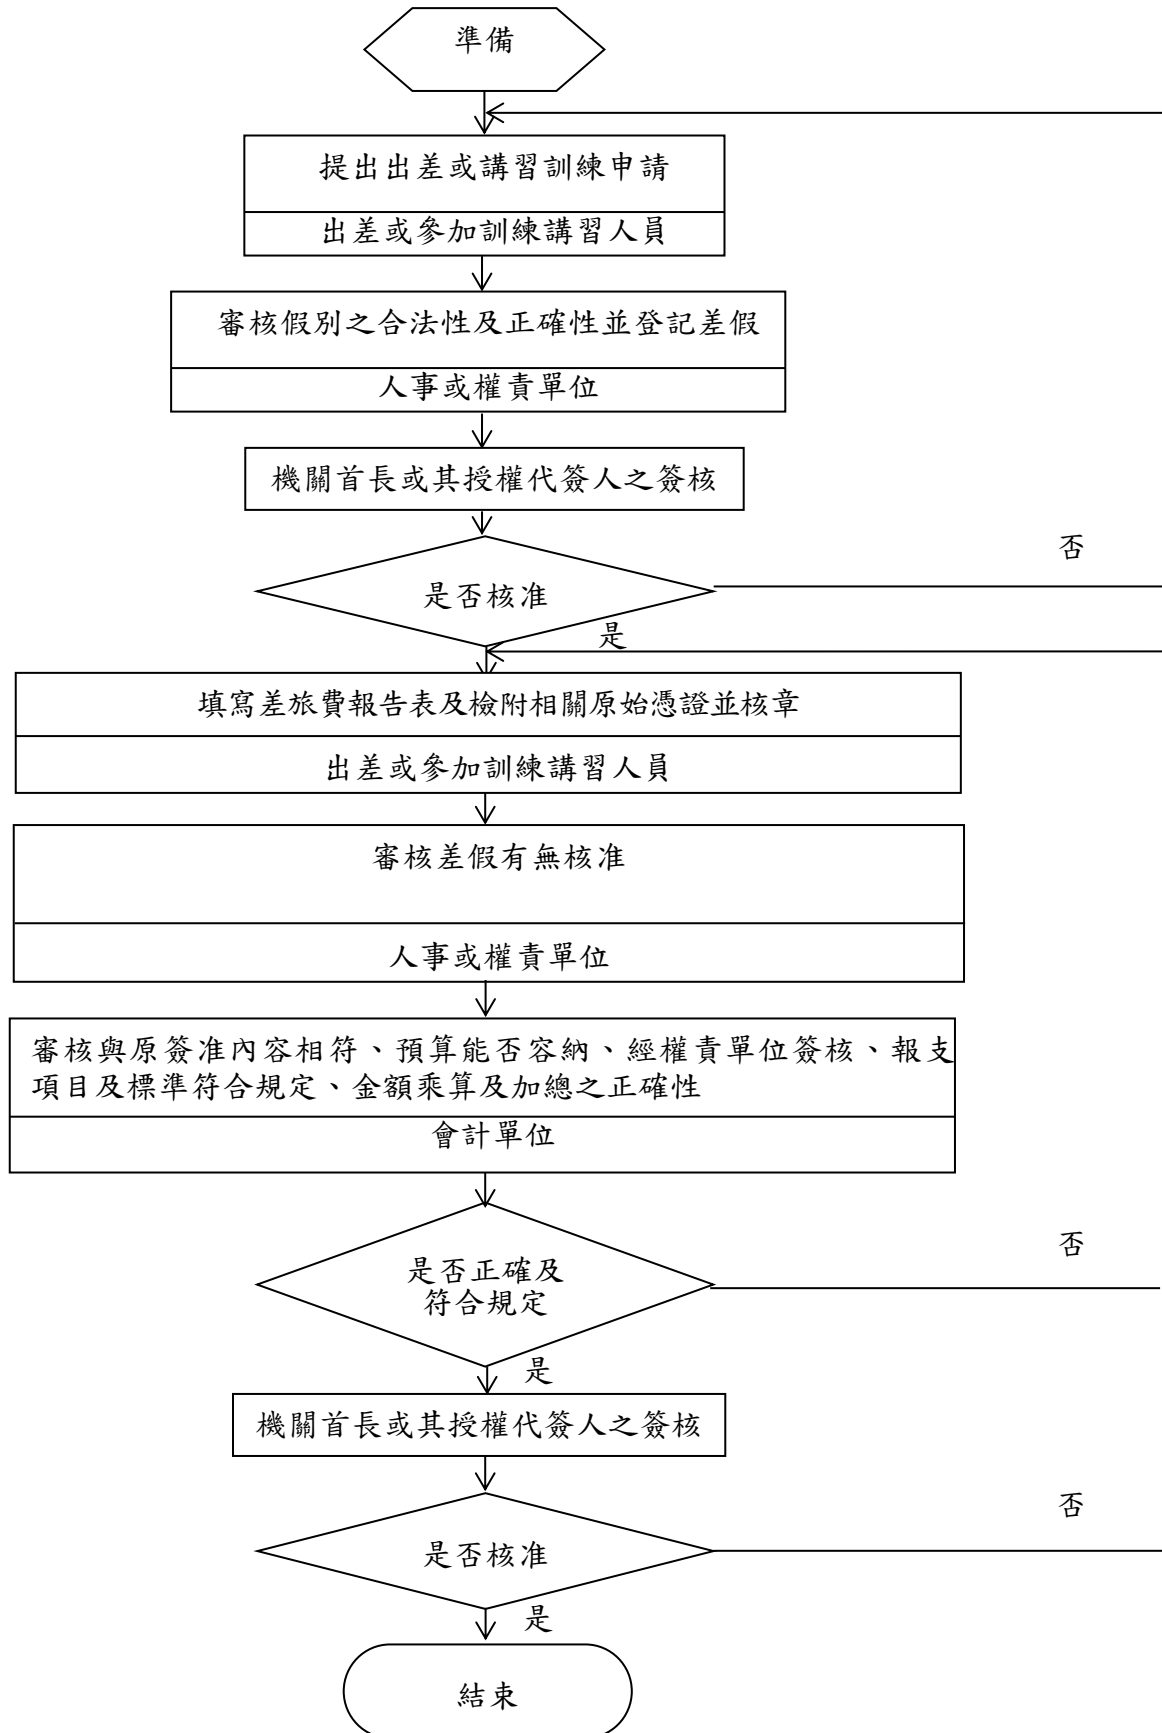 準備
提出出差或講習訓練申請
出差或參加訓練講習人員
審核假別之合法性及正確性並登記差假
人事或權責單位
機關首長或其授權代簽人之簽核
否
是否核准
是
填寫差旅費報告表及檢附相關原始憑證並核章
出差或參加訓練講習人員
審核差假有無核准
人事或權責單位
審核與原簽准內容相符、預算能否容納、經權責單位簽核、報支
項目及標準符合規定、金額乘算及加總之正確性
會計單位
否
是否正確及
符合規定
是
機關首長或其授權代簽人之簽核
否
是否核准
是
結束